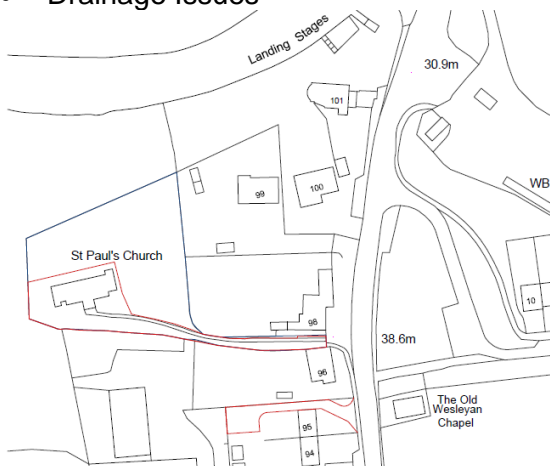 Drainage Issues
Landing Stages
30.9m
101
WB
99
100
St Paul's Church
98
10
38.6m
96
The Old
Wesleyan
Chapel
95
94